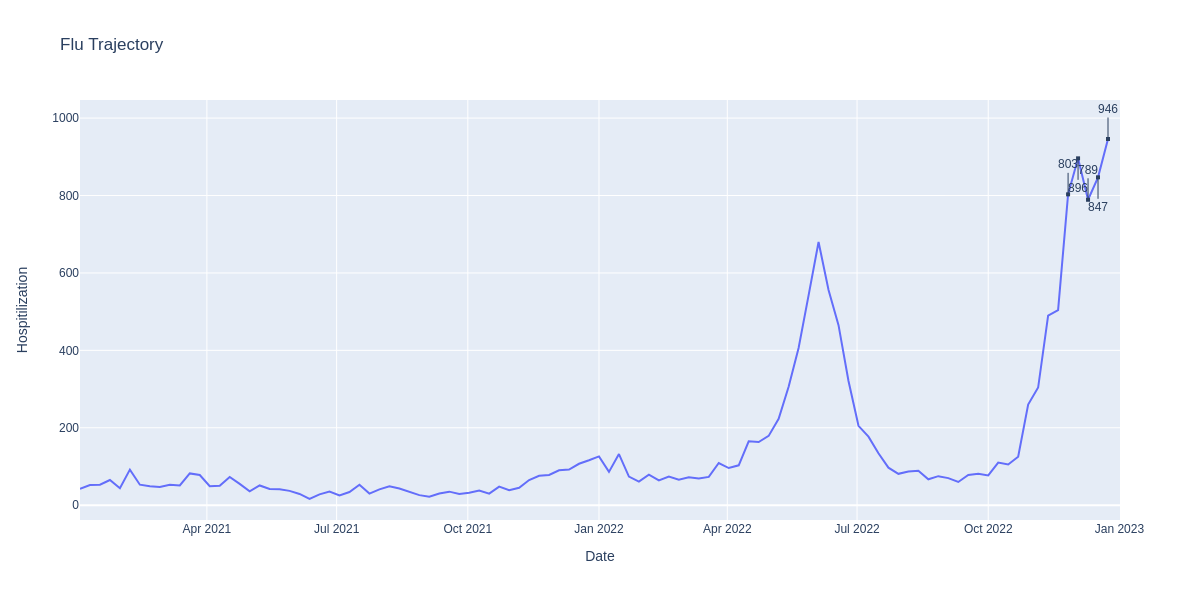 Flu Trajectory
Hospitilization
1000
800
600
400
200
0
946
803
789
896
847
Apr 2021
Jul 2021
Oct 2021
Jan 2022
Apr 2022
Jul 2022
Oct 2022
Jan 2023
Date